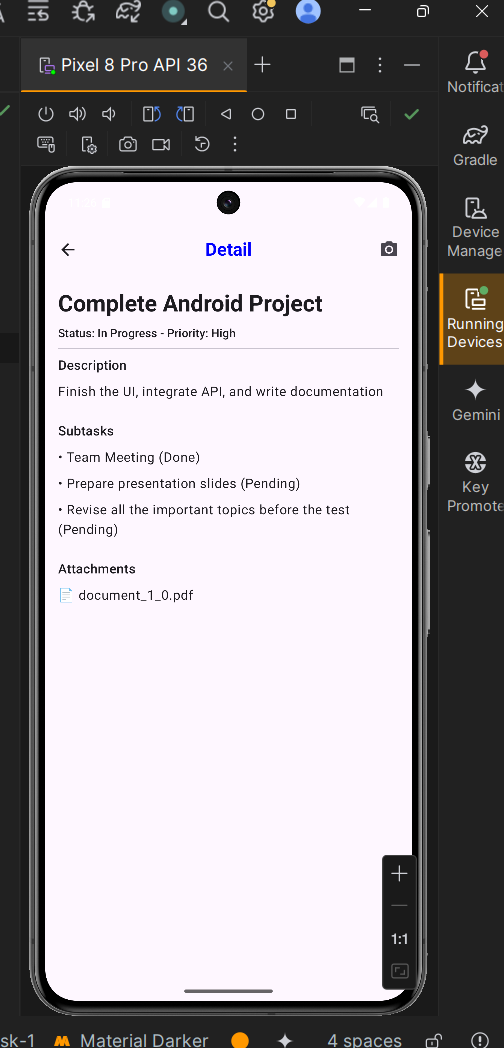 Pixel 8 Pro API 36
Notificat
Gradle
Device
Manage
Running
Devices
Gemini
Key
Promote
Detail
Complete Android Project
Status: In Progress - Priority: High
Description
Finish the UI, integrate API, and write documentation
Subtasks
• Team Meeting (Done)
• Prepare presentation slides (Pending)
• Revise all the important topics before the test
(Pending)
Attachments
document_1_0.pdf
1:1
sk-1
Material Darker
4 spaces